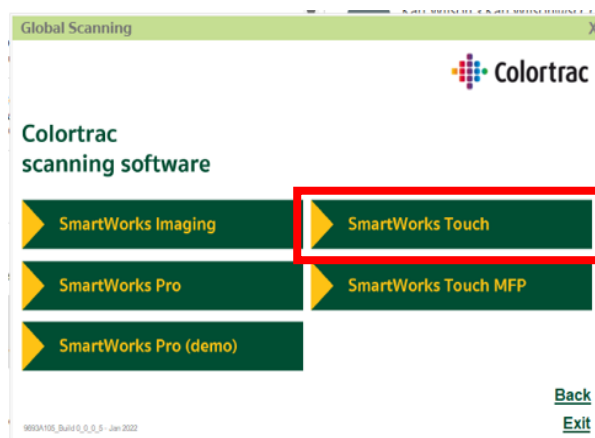 Global Scanning
X
Colortrac
Colortrac
scanning software
SmartWorks Imaging
SmartWorks Touch
SmartWorks Pro
SmartWorks Touch MFP
SmartWorks Pro (demo)
Back
9893A105_Build 0_0_0_5 - Jan 2022
Exit